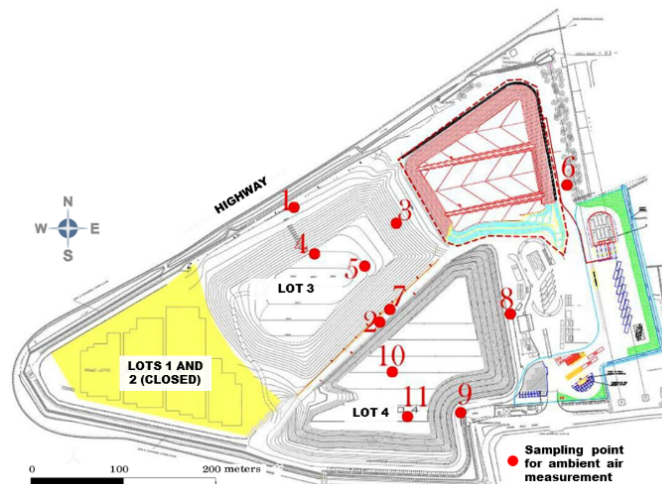 HIGHWAY
6
1
3
N
W E
S
4
5
LOT 3
7
2
8
LOTS 1 AND
2 (CLOSED)
10
11
9
LOT 4
Sampling point
for ambient air
measurement
0 100 200 meters